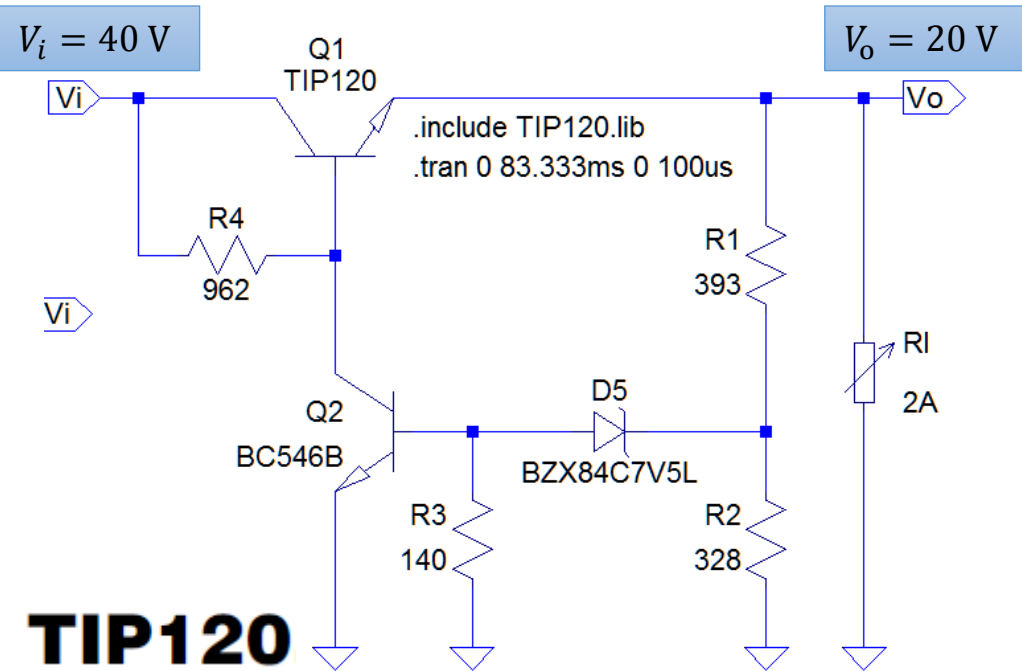 Vi = 40 V
Vo = 20 V
Q1
TIP120
Vi
Vo
.include TIP120.lib
.tran 0 83.333ms 0 100us
R4
962
R1
393
Vi
Rl
2A
Q2
BC546B
D5
BZX84C7V5L
R3
140
R2
328
TIP120